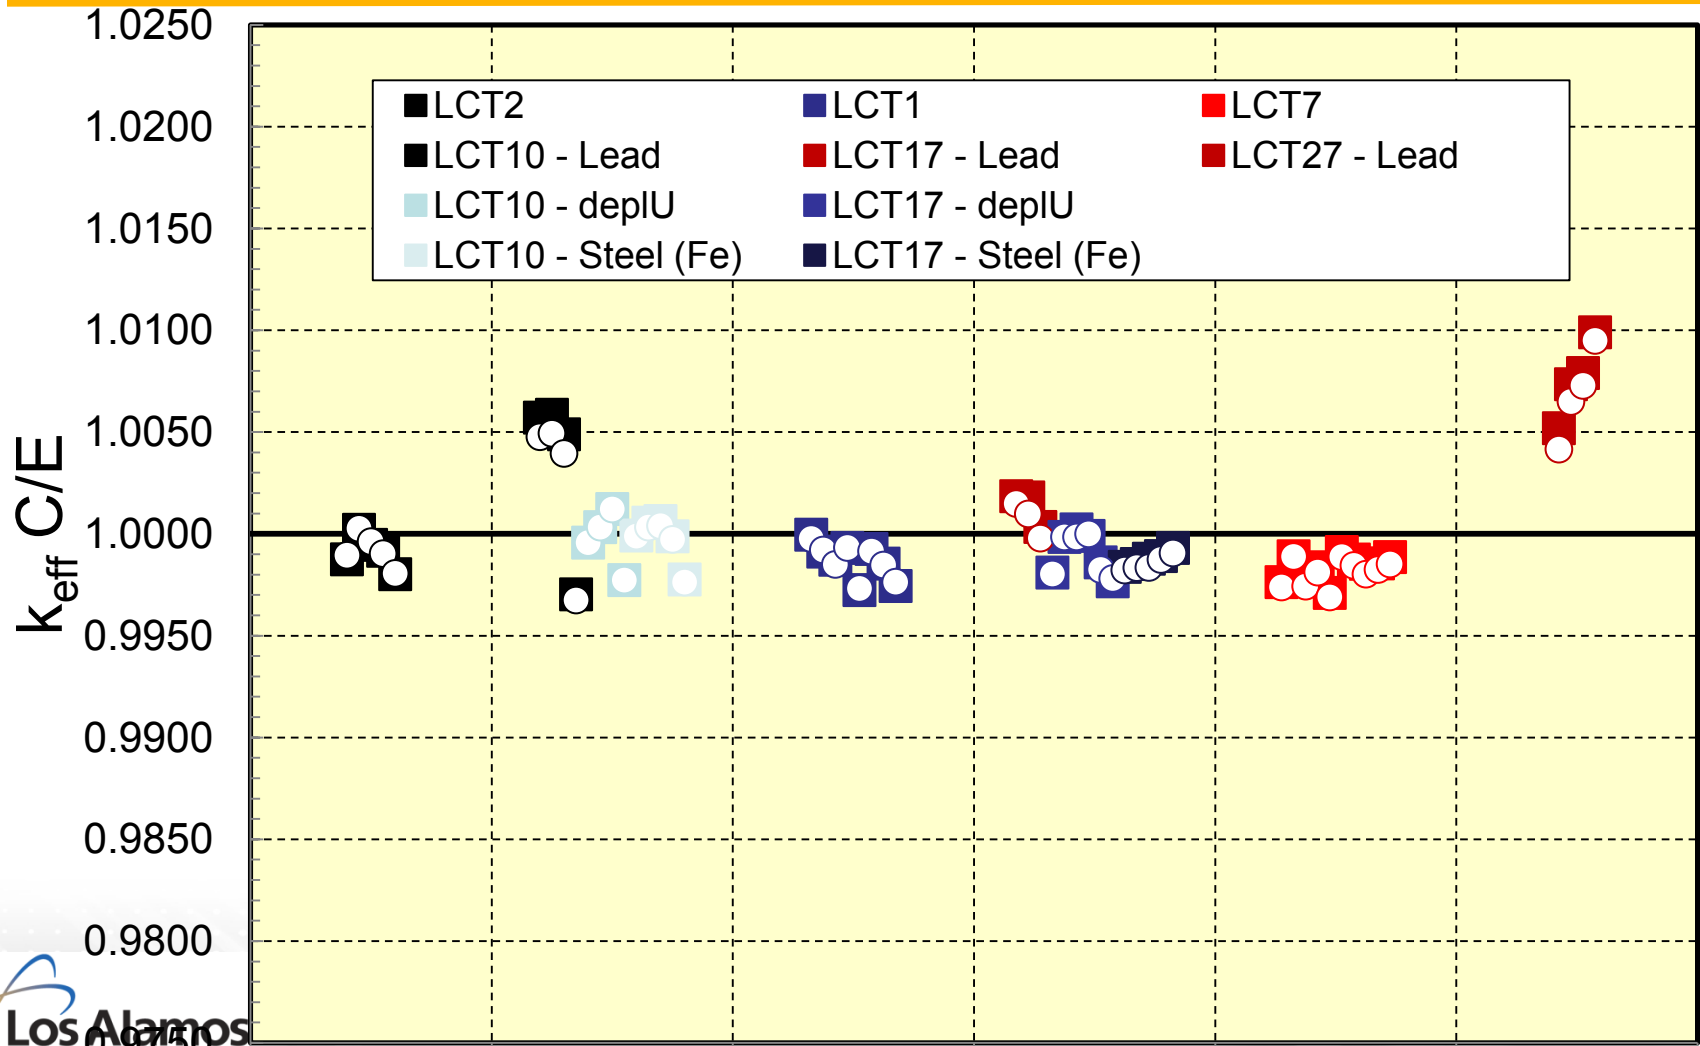 1.0250
LCT2 LCT1 LCT7
1.0200
LCT10 - Lead LCT17 - Lead LCT27 - Lead
LCT10 - deplU LCT17 - deplU
1.0150
LCT10 - Steel (Fe) LCT17 - Steel (Fe)
1.0100
1.0050
keff C/E
1.0000
0.9950
0.9900
0.9850
0.9800
Los Alamos
0.9750